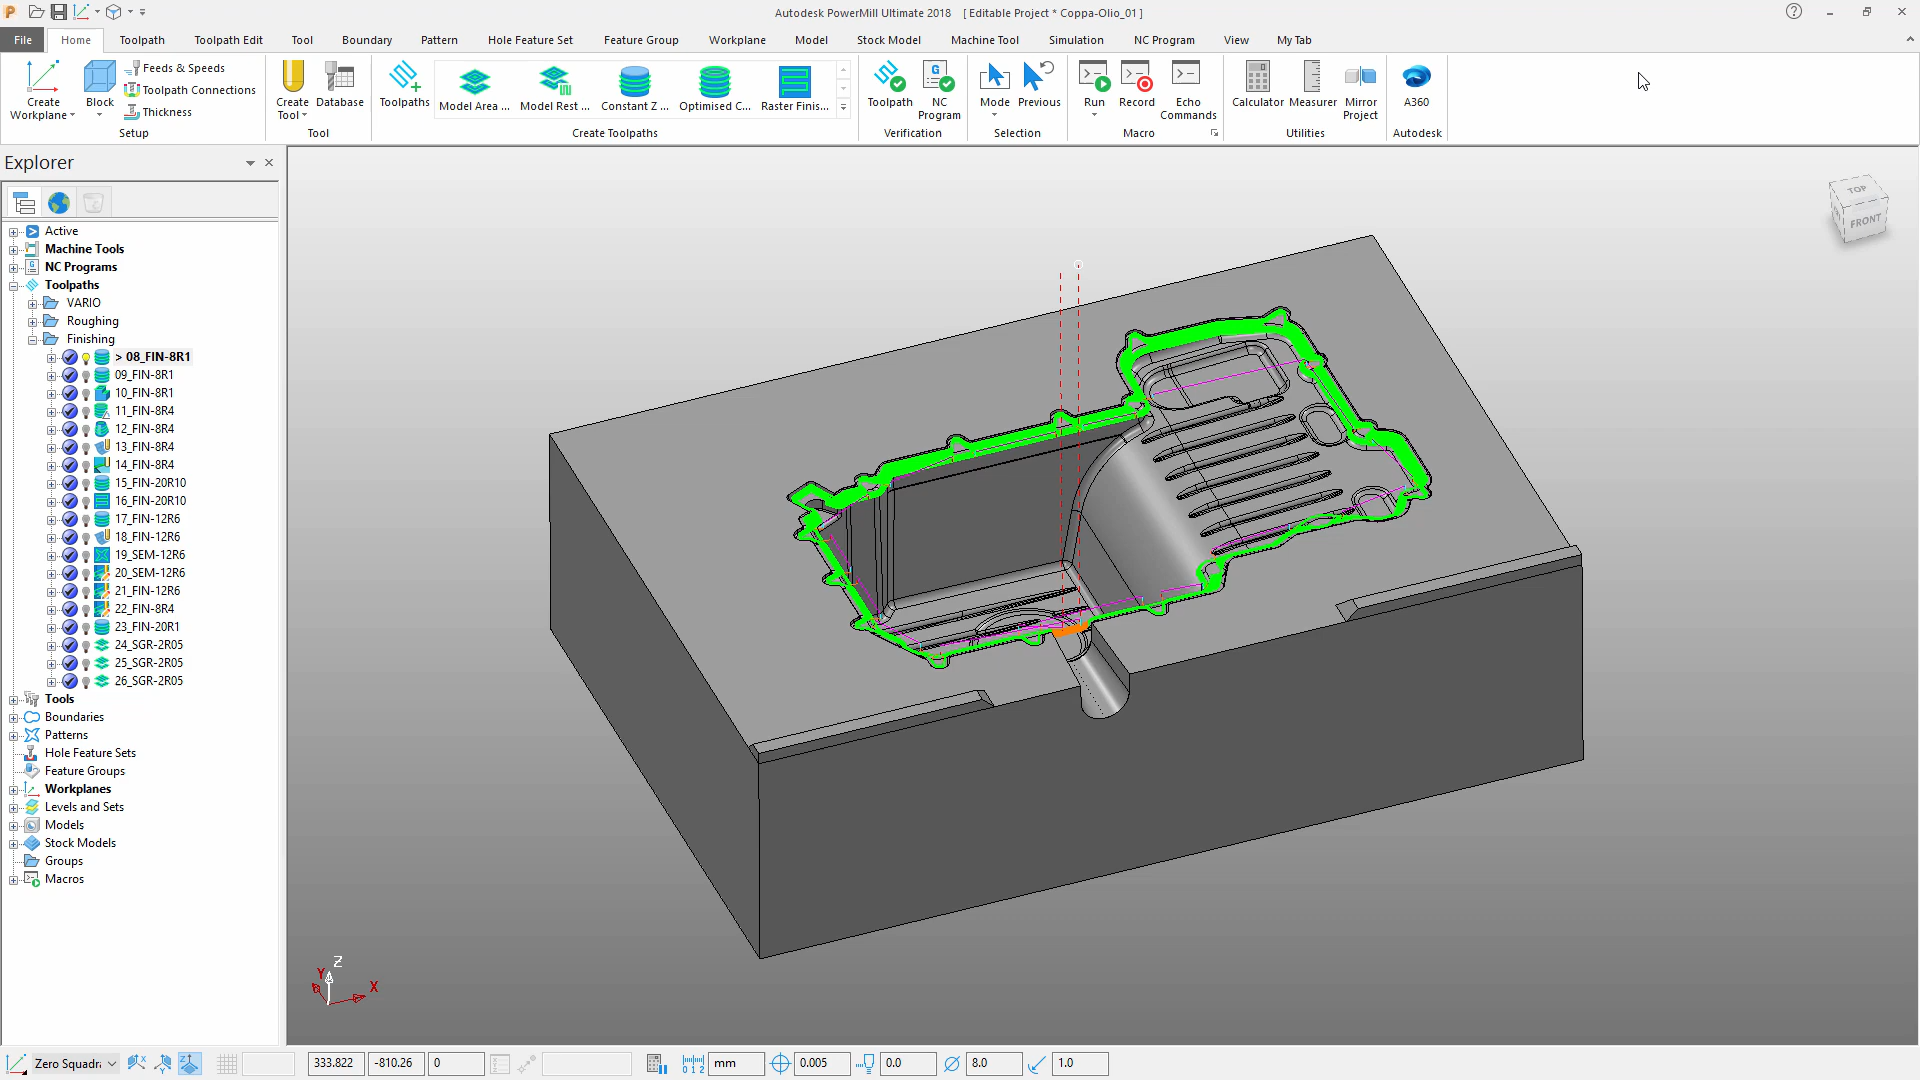 Autodesk PowerMill Ultimate 2018 [ Editable Project * Coppa-Olio_01 ]
File Home Toolpath Toolpath Edit Tool Boundary Pattern Hole Feature Set Feature Group Workplane Model Stock Model Machine Tool Simulation NC Program View My Tab
Create Workplane
Block
Feeds & Speeds
Toolpath Connections
Thickness
Setup
Create Tool
Database
Tool
Toolpaths
Model Area ...
Model Rest ...
Constant Z ...
Optimised C...
Raster Finis...
Create Toolpaths
Toolpath
NC Program
Verification
Mode
Previous
Selection
Run
Record
Echo Commands
Macro
Calculator
Measurer
Mirror Project
Utilities
A360
Autodesk
Explorer
Active
Machine Tools
NC Programs
Toolpaths
VARIO
Roughing
Finishing
> 08_FIN-8R1
09_FIN-8R1
10_FIN-8R1
11_FIN-8R4
12_FIN-8R4
13_FIN-8R4
14_FIN-8R4
15_FIN-20R10
16_FIN-20R10
17_FIN-12R6
18_FIN-12R6
19_SEM-12R6
20_SEM-12R6
21_FIN-12R6
22_FIN-8R4
23_FIN-20R1
24_SGR-2R05
25_SGR-2R05
26_SGR-2R05
Tools
Boundaries
Patterns
Hole Feature Sets
Feature Groups
Workplanes
Levels and Sets
Models
Stock Models
Groups
Macros
TOP
FRONT
Z
Y
X
Zero Squadr
333.822
-810.26
0
mm
0.005
0.0
8.0
1.0